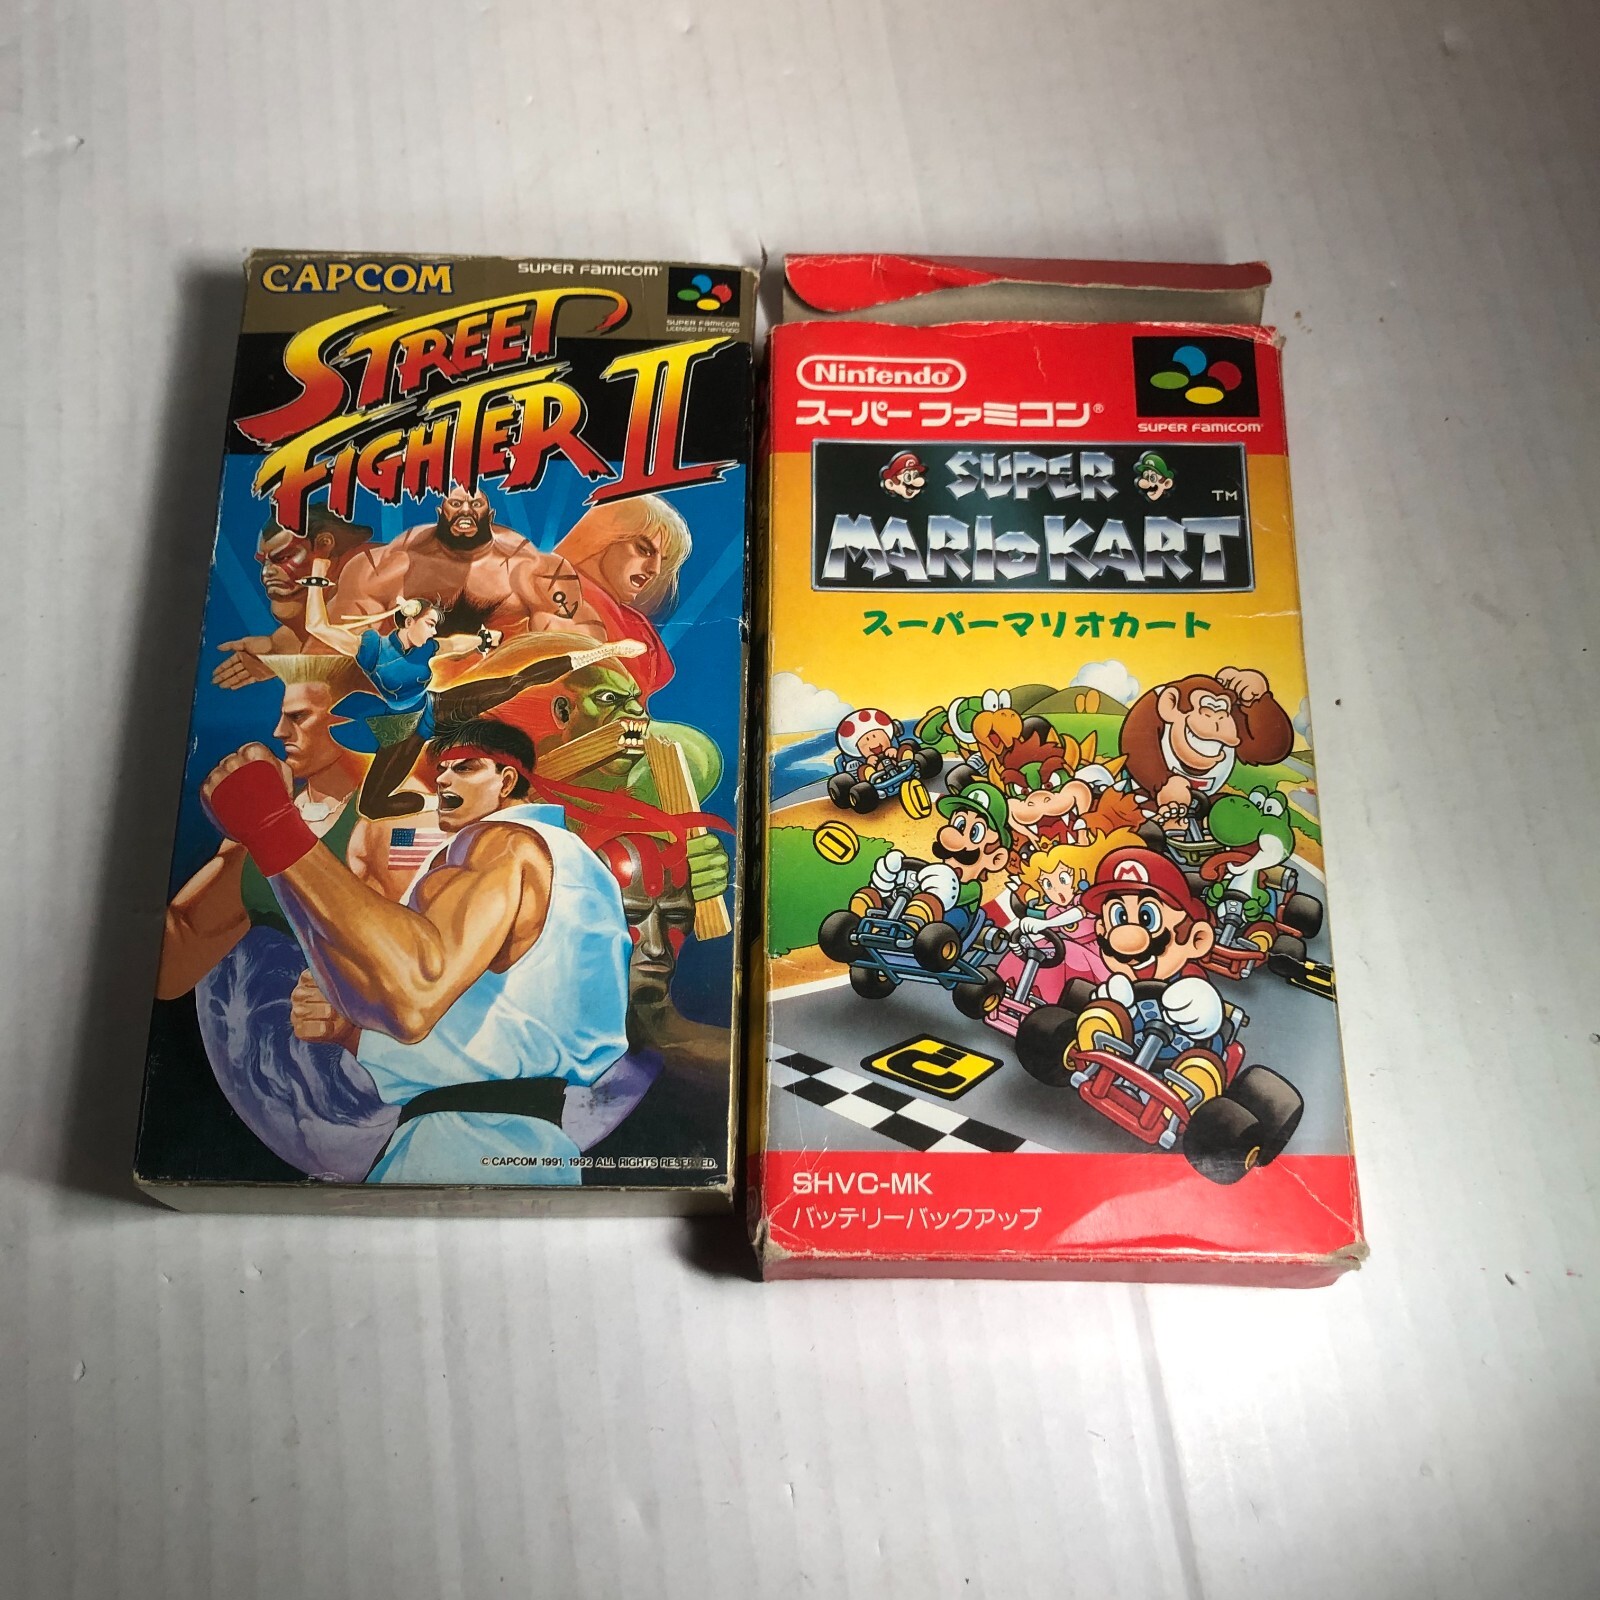 CAPCOM
SUPER FAMICOM
SUPER FAMICOM
LICENSED BY NINTENDO
STREET
FIGHTER II
© CAPCOM 1991, 1992 ALL RIGHTS RESERVED.
Nintendo®
スーパーファミコン®
SUPER FAMICOM
SUPER
MARIO KART™
スーパーマリオカート
M
SHVC-MK
バッテリーバックアップ